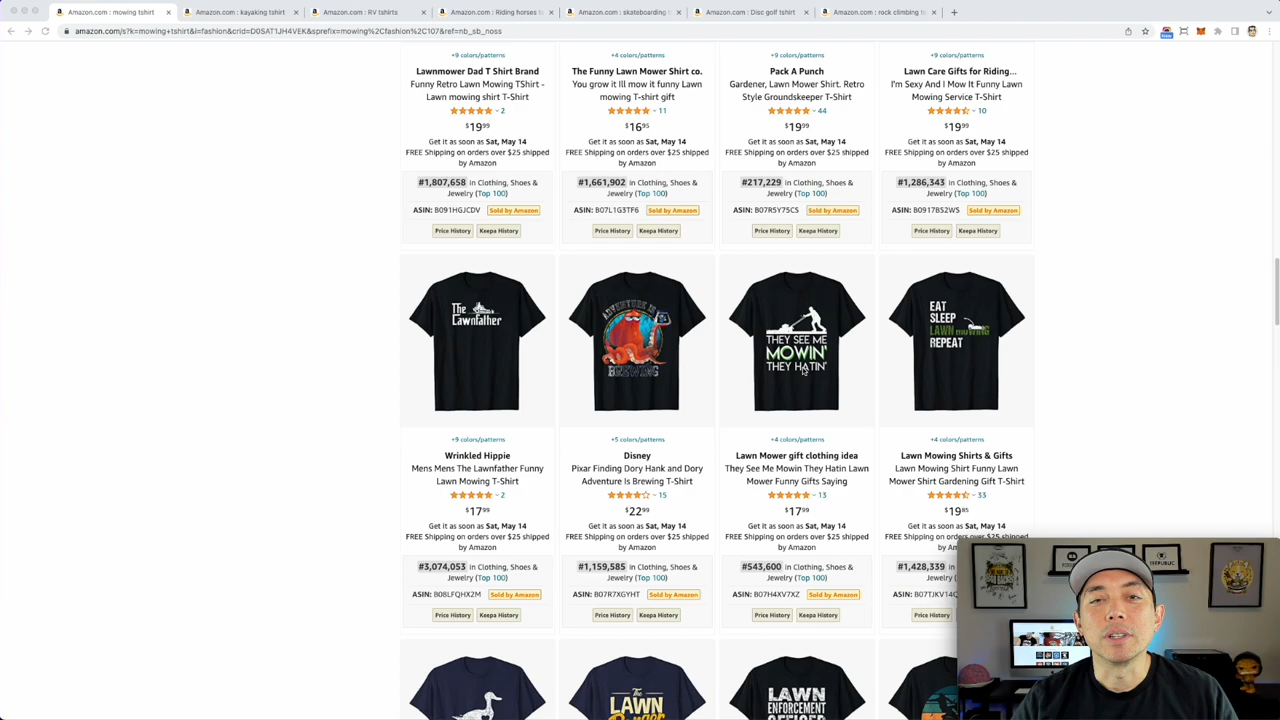 Amazon.com : mowing tshirt
Amazon.com : kayaking tshirt
Amazon.com : RV tshirts
Amazon.com : Riding horses t
Amazon.com : skateboarding t
Amazon.com : Disc golf tshirt
Amazon.com : rock climbing t
amazon.com/s?k=mowing+tshirt&i=fashion&crid=D0SAT1JH4VEK&sprefix=mowing%2Cfashion%2C107&ref=nb_sb_noss
+9 colors/patterns
Lawnmower Dad T Shirt Brand
Funny Retro Lawn Mowing TShirt -
Lawn mowing shirt T-Shirt
2
$19.99
Get it as soon as Sat, May 14
FREE Shipping on orders over $25 shipped
by Amazon
#1,807,658 in Clothing, Shoes &
Jewelry (Top 100)
ASIN: B091HGJCDV Sold by Amazon
Price History Keepa History
+4 colors/patterns
The Funny Lawn Mower Shirt co.
You grow it Ill mow it funny Lawn
mowing T-shirt gift
11
$16.95
Get it as soon as Sat, May 14
FREE Shipping on orders over $25 shipped
by Amazon
#1,661,902 in Clothing, Shoes &
Jewelry (Top 100)
ASIN: B07L1G3TF6 Sold by Amazon
Price History Keepa History
+9 colors/patterns
Pack A Punch
Gardener, Lawn Mower Shirt. Retro
Style Groundskeeper T-Shirt
44
$19.99
Get it as soon as Sat, May 14
FREE Shipping on orders over $25 shipped
by Amazon
#217,229 in Clothing, Shoes &
Jewelry (Top 100)
ASIN: B07R5Y75CS Sold by Amazon
Price History Keepa History
+9 colors/patterns
Lawn Care Gifts for Riding...
I'm Sexy And I Mow It Funny Lawn
Mowing Service T-Shirt
10
$19.99
Get it as soon as Sat, May 14
FREE Shipping on orders over $25 shipped
by Amazon
#1,286,343 in Clothing, Shoes &
Jewelry (Top 100)
ASIN: B0917B52WS Sold by Amazon
Price History Keepa History
The
Lawnfather
+9 colors/patterns
Wrinkled Hippie
Mens Mens The Lawnfather Funny
Lawn Mowing T-Shirt
2
$17.99
Get it as soon as Sat, May 14
FREE Shipping on orders over $25 shipped
by Amazon
#3,074,053 in Clothing, Shoes &
Jewelry (Top 100)
ASIN: B08LFQHX2M Sold by Amazon
Price History Keepa History
ADVENTURE IS
BREWING
+5 colors/patterns
Disney
Pixar Finding Dory Hank and Dory
Adventure Is Brewing T-Shirt
15
$22.99
Get it as soon as Sat, May 14
FREE Shipping on orders over $25 shipped
by Amazon
#1,159,585 in Clothing, Shoes &
Jewelry (Top 100)
ASIN: B07R7XGYHT Sold by Amazon
Price History Keepa History
THEY SEE ME
MOWIN'
THEY HATIN'
+4 colors/patterns
Lawn Mower gift clothing idea
They See Me Mowin They Hatin Lawn
Mower Funny Gifts Saying
13
$17.99
Get it as soon as Sat, May 14
FREE Shipping on orders over $25 shipped
by Amazon
#543,600 in Clothing, Shoes &
Jewelry (Top 100)
ASIN: B07H4XV7XZ Sold by Amazon
Price History Keepa History
EAT
SLEEP
LAWN MOWING
REPEAT
+4 colors/patterns
Lawn Mowing Shirts & Gifts
Lawn Mowing Shirt Funny Lawn
Mower Shirt Gardening Gift T-Shirt
33
$19.85
Get it as soon as Sat, May 14
FREE Shipping on orders over $25
by Amazon
#1,428,339 in
Jewelry (Top
ASIN: B07TJKV14Q
Price History
The
LAWN
LAWN
ENFORCEMENT
OFFICER